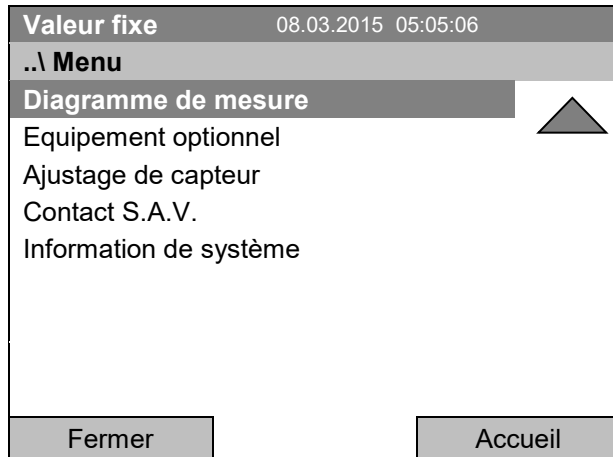 Valeur fixe 08.03.2015 05:05:06
..\ Menu
Diagramme de mesure
Equipement optionnel
Ajustage de capteur
Contact S.A.V.
Information de système
Fermer Accueil